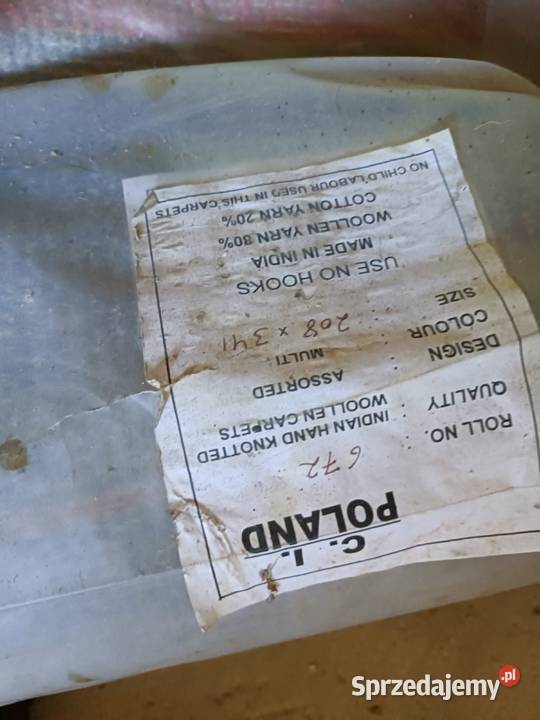 C. I.
POLAND
ROLL NO. : 672
QUALITY : INDIAN HAND KNOTTED
WOOLLEN CARPETS
DESIGN : ASSORTED
COLOUR : MULTI
SIZE : 208 x 341
USE NO HOOKS
MADE IN INDIA
WOOLLEN YARN 80%
COTTON YARN 20%
NO CHILD LABOUR USED IN THIS CARPETS
Sprzedajemy.pl